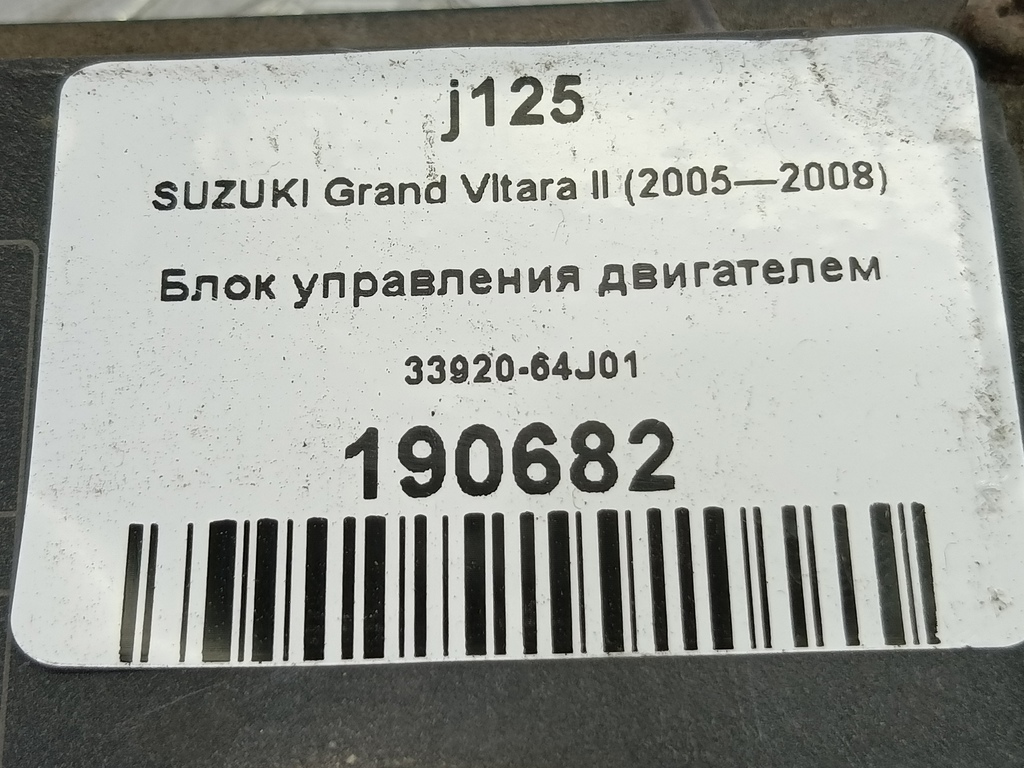 j125
SUZUKI Grand Vitara II (2005—2008)
Блок управления двигателем
33920-64J01
190682